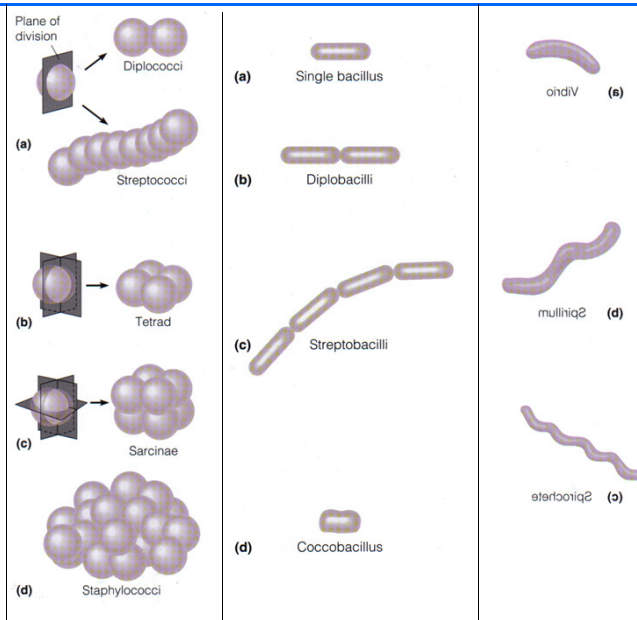 Plane of
division
Diplococci
(a)
Streptococci
(b)
Tetrad
(c)
Sarcinae
(d)
Staphylococci
(a)
Single bacillus
(b)
Diplobacilli
(c)
Streptobacilli
(d)
Coccobacillus
(a)
Vibrio
(b)
Spirillum
(c)
Spirochete